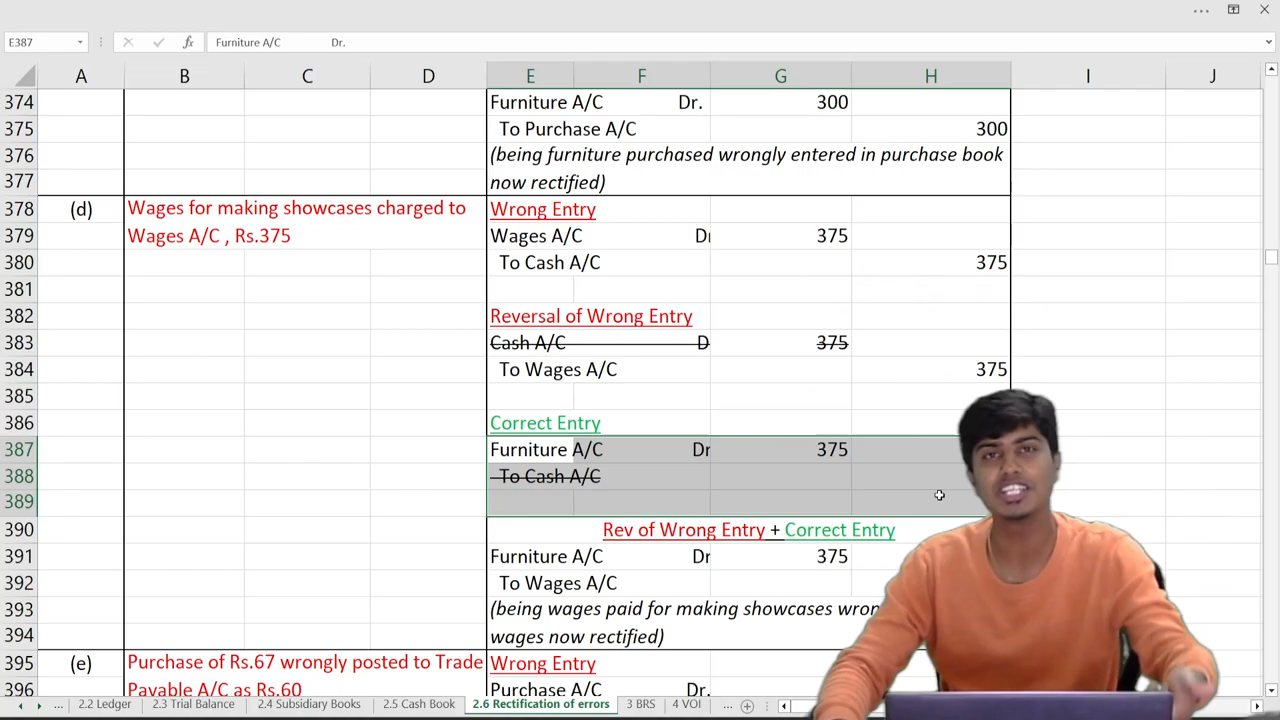 E387 fx Furniture A/C Dr.
A B C D E F G H I J
374 Furniture A/C Dr. 300
375 To Purchase A/C 300
376 (being furniture purchased wrongly entered in purchase book
377 now rectified)
378 (d) Wages for making showcases charged to Wrong Entry
379 Wages A/C , Rs.375 Wages A/C Dr 375
380 To Cash A/C 375
381
382 Reversal of Wrong Entry
383 Cash A/C D 375
384 To Wages A/C 375
385
386 Correct Entry
387 Furniture A/C Dr 375
388 To Cash A/C
389
390 Rev of Wrong Entry + Correct Entry
391 Furniture A/C Dr 375
392 To Wages A/C
393 (being wages paid for making showcases wron
394 wages now rectified)
395 (e) Purchase of Rs.67 wrongly posted to Trade Wrong Entry
396 Payable A/C as Rs.60 Purchase A/C Dr.
... 2.2 Ledger 2.3 Trial Balance 2.4 Subsidiary Books 2.5 Cash Book 2.6 Rectification of errors 3 BRS 4 VOI ...